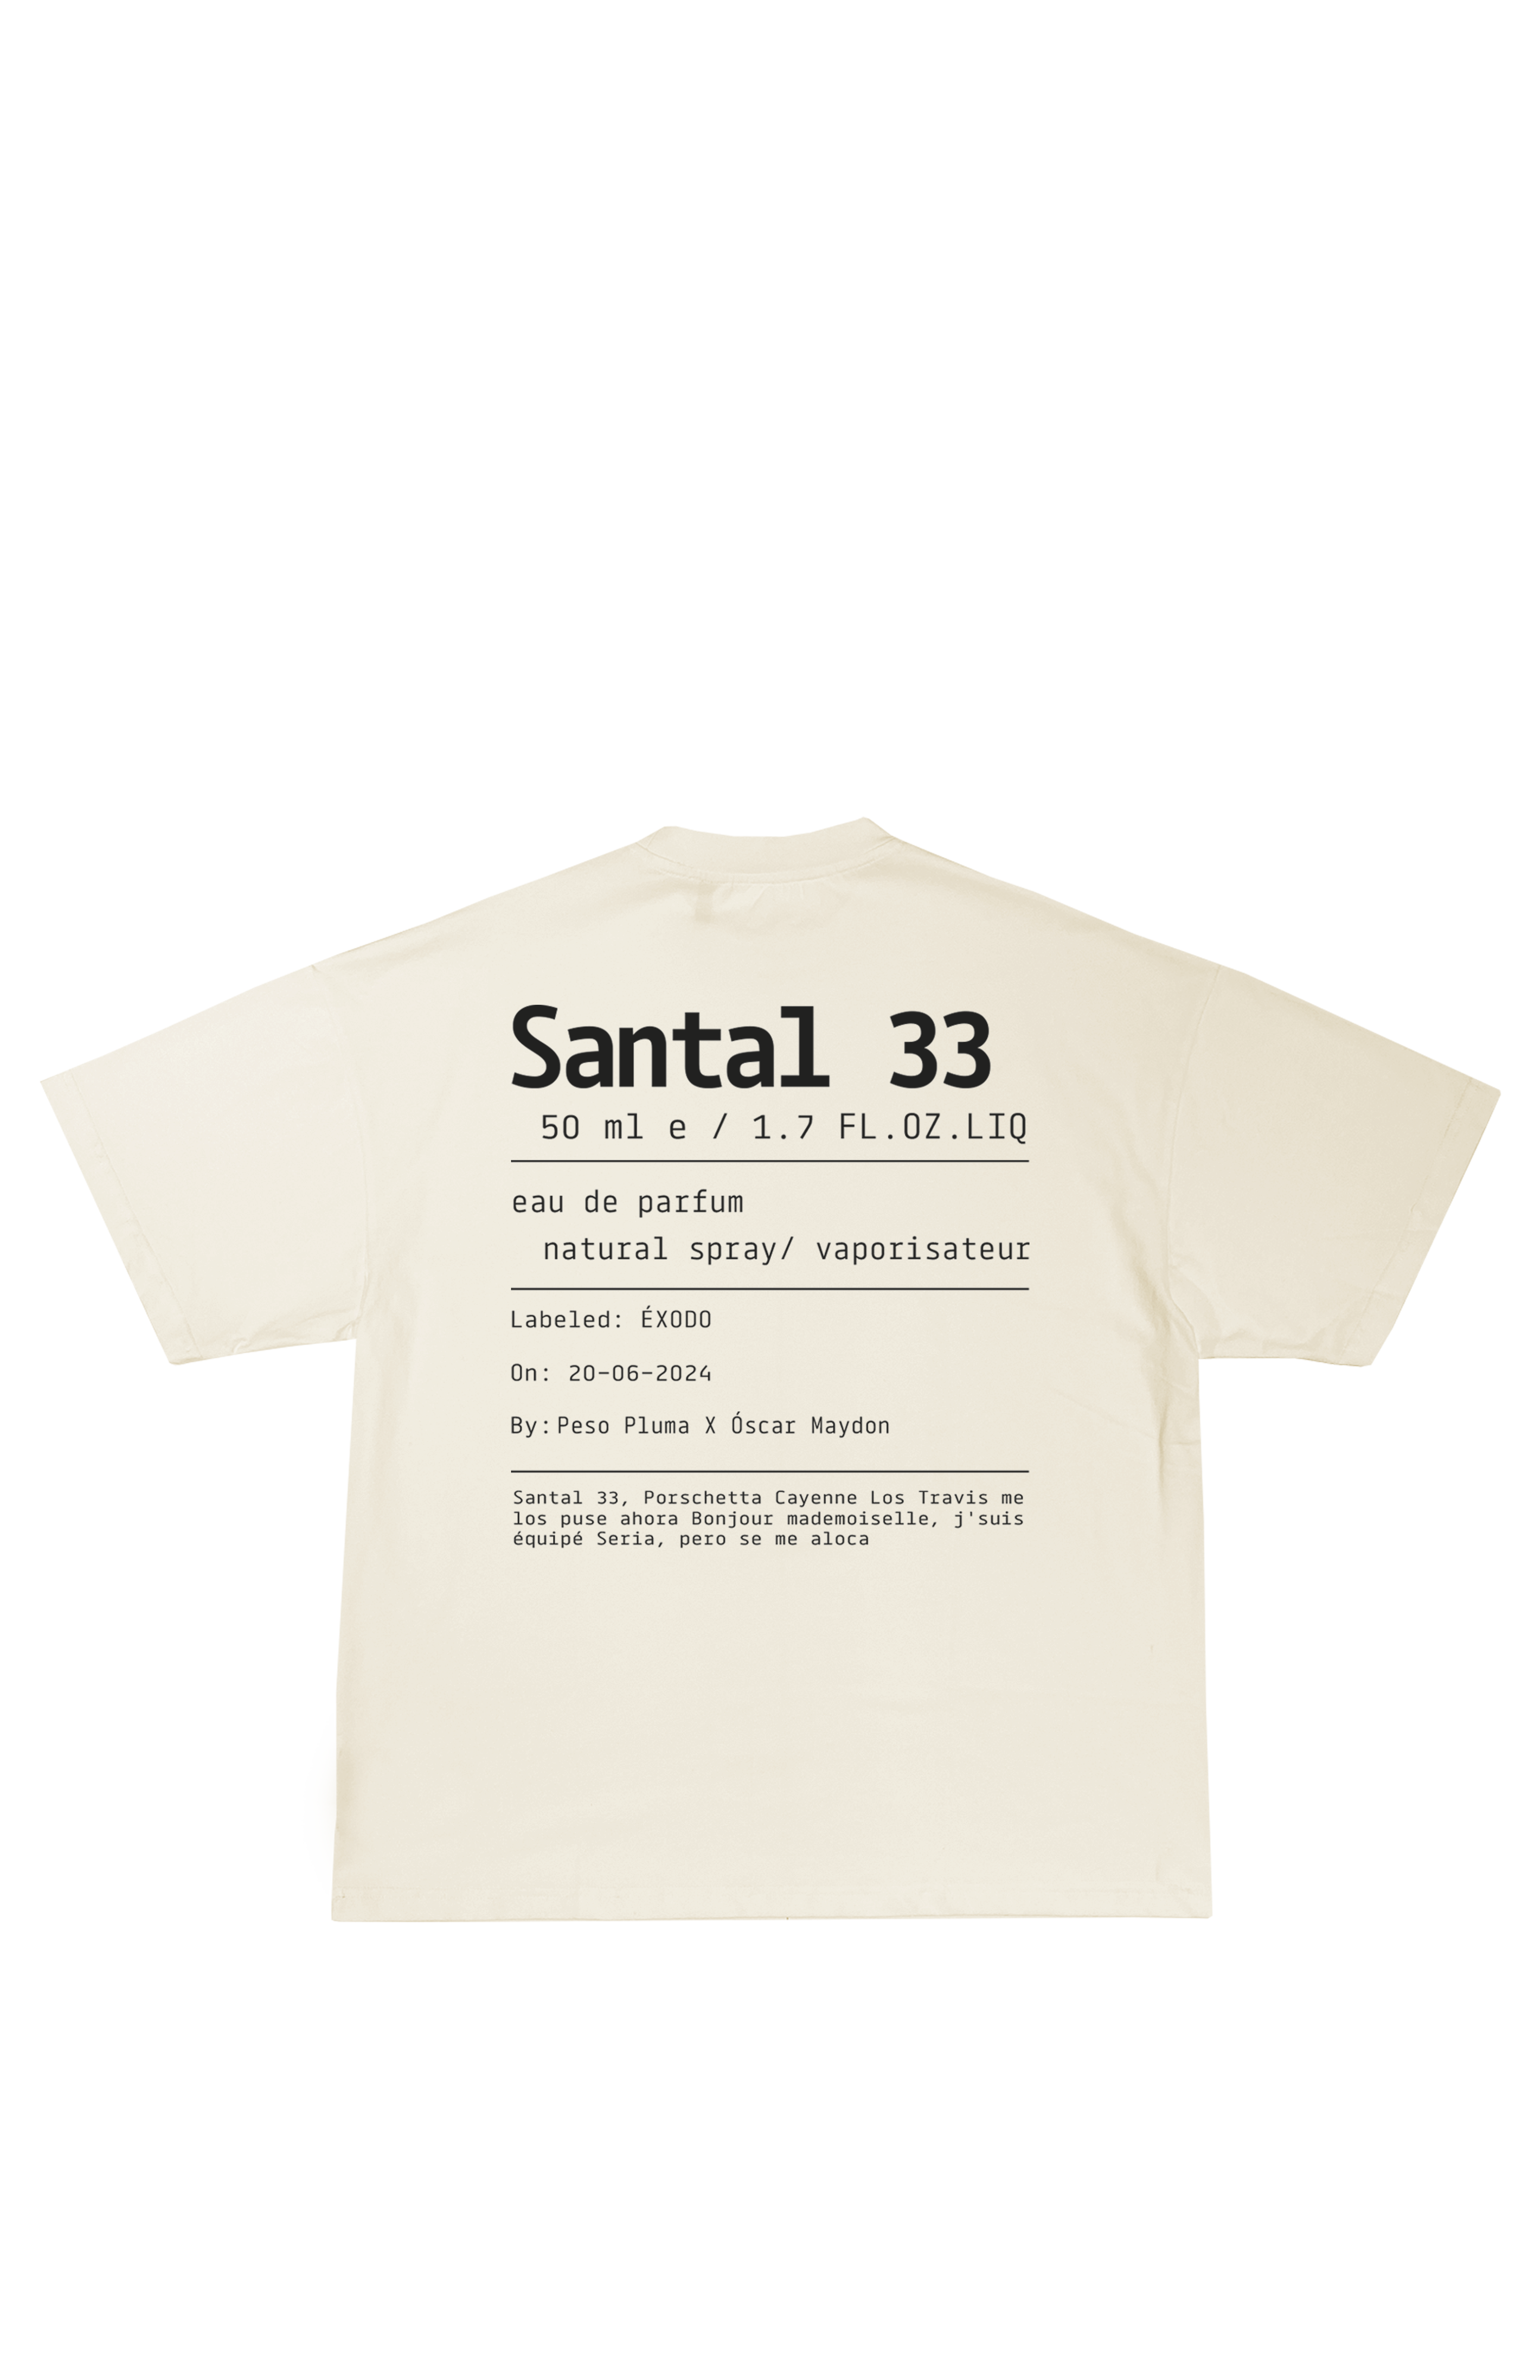 Santal 33
50 ml e / 1.7 FL.OZ.LIQ
eau de parfum
natural spray/ vaporisateur
Labeled: ÉXODO
On: 20-06-2024
By: Peso Pluma X Óscar Maydon
Santal 33, Porschetta Cayenne Los Travis me
los puse ahora Bonjour mademoiselle, j'suis
équipé Seria, pero se me aloca